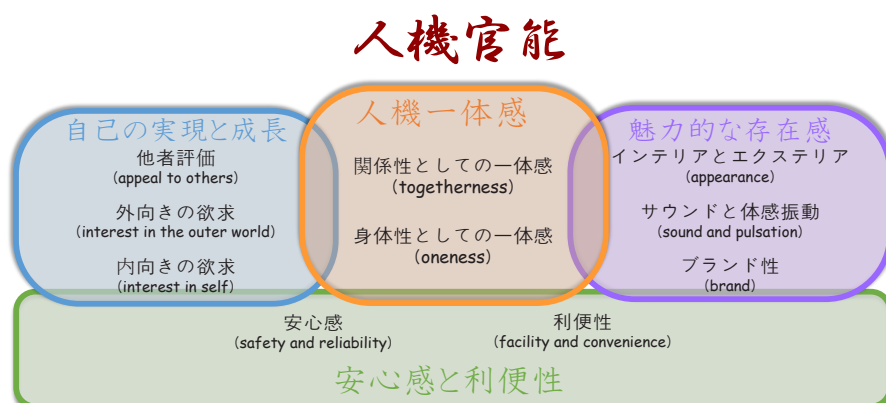 人機官能
自己の実現と成長
他者評価
(appeal to others)
外向きの欲求
(interest in the outer world)
内向きの欲求
(interest in self)
人機一体感
関係性としての一体感
(togetherness)
身体性としての一体感
(oneness)
魅力的な存在感
インテリアとエクステリア
(appearance)
サウンドと体感振動
(sound and pulsation)
ブランド性
(brand)
安心感
(safety and reliability)
利便性
(facility and convenience)
安心感と利便性